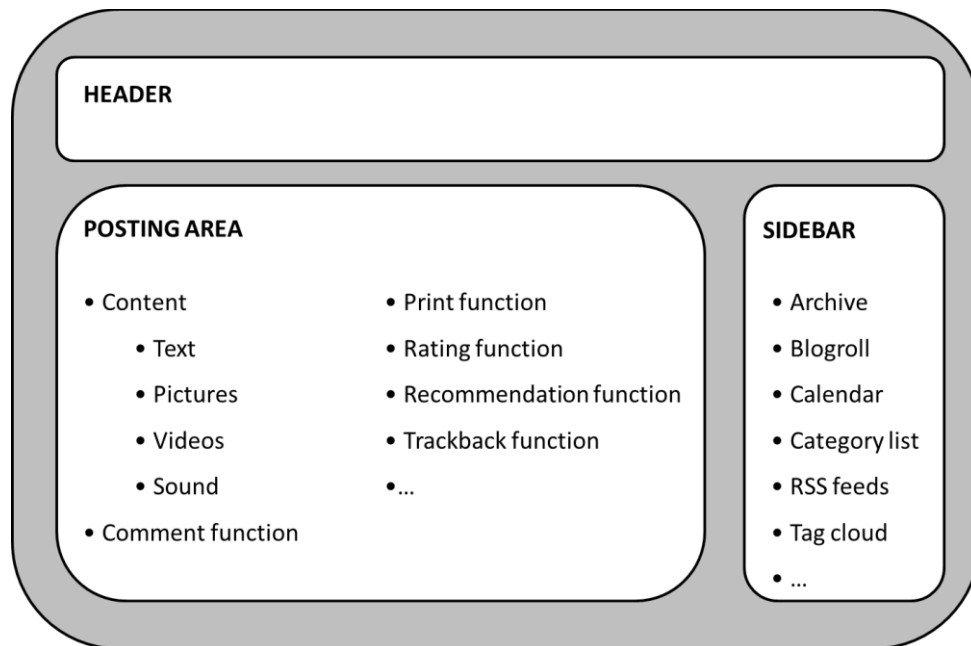 HEADER
POSTING AREA
• Content
• Text
• Pictures
• Videos
• Sound
• Comment function
• Print function
• Rating function
• Recommendation function
• Trackback function
•...
SIDEBAR
• Archive
• Blogroll
• Calendar
• Category list
• RSS feeds
• Tag cloud
• ...